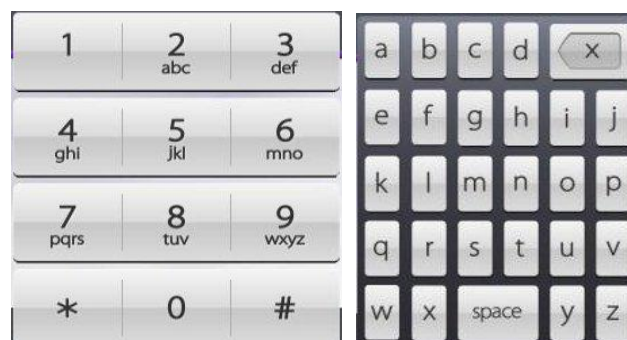 1 2 3
abc def
4 5 6
ghi jkl mno
7 8 9
pqrs tuv wxyz
* 0 #
a b c d x
e f g h i j
k l m n o p
q r s t u v
w x space y z